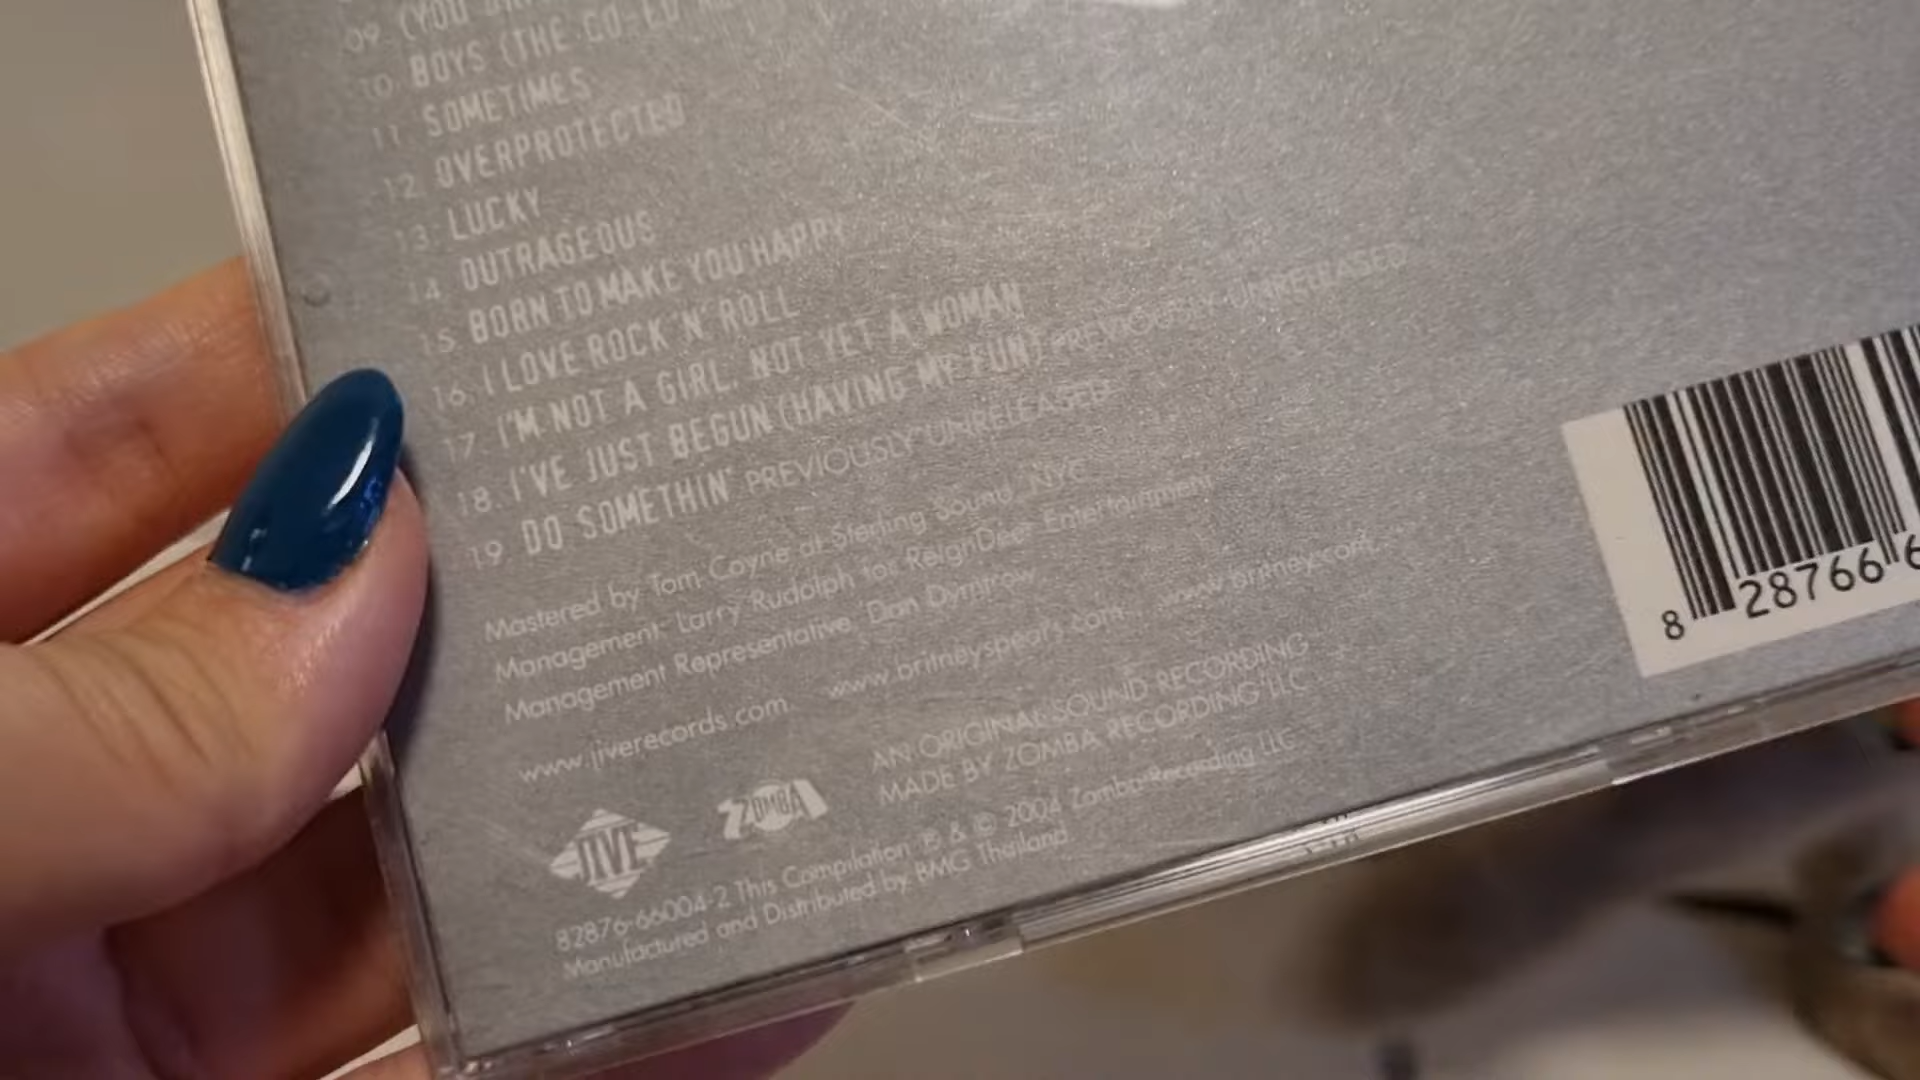 09. (YOU
10. BOYS (THE CO-ED
11. SOMETIMES
12. OVERPROTECTED
13. LUCKY
14. OUTRAGEOUS
15. BORN TO MAKE YOU HAPPY
16. I LOVE ROCK 'N' ROLL
17. I'M NOT A GIRL, NOT YET A WOMAN
18. I'VE JUST BEGUN (HAVING MY FUN) PREVIOUSLY UNRELEASED
19. DO SOMETHIN' PREVIOUSLY UNRELEASED
Mastered by Tom Coyne at Sterling Sound, NYC
Management: Larry Rudolph for ReignDeer Entertainment
Management Representative: Dan Dymtrow
www.jiverecords.com www.britneyspears.com www.britney.com
JIVE
ZOMBA
AN ORIGINAL SOUND RECORDING
MADE BY ZOMBA RECORDING LLC
82876-66004-2 This Compilation ℗ & © 2004 Zomba Recording LLC
Manufactured and Distributed by BMG Thailand
8 28766 6